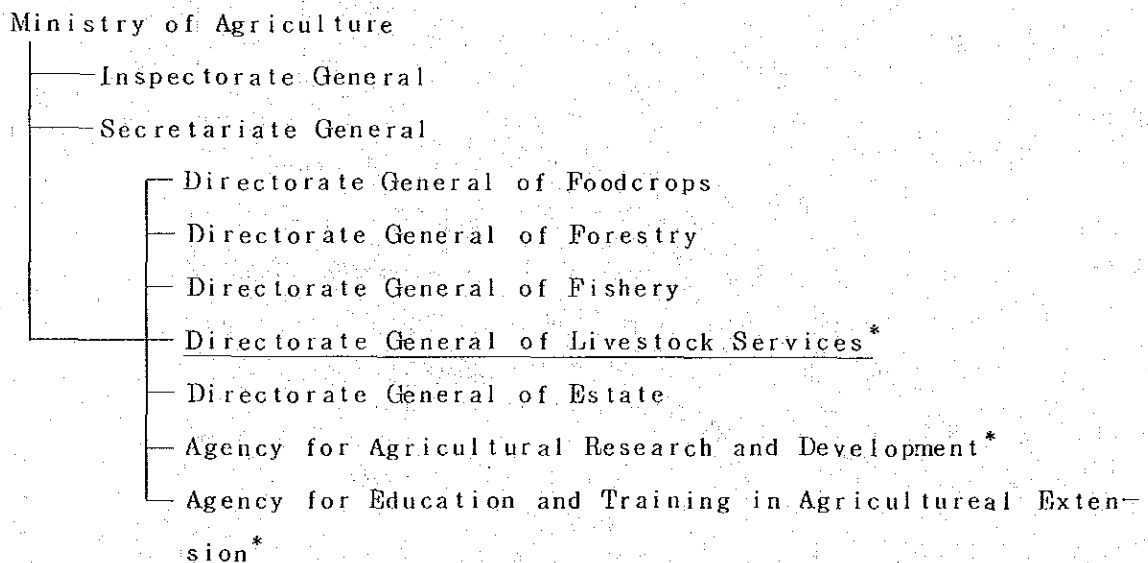 Ministry of Agriculture
Inspectorate General
Secretariate General
Directorate General of Foodcrops
Directorate General of Forestry
Directorate General of Fishery
Directorate General of Livestock Services*
Directorate General of Estate
Agency for Agricultural Research and Development*
Agency for Education and Training in Agricultureal Exten-
sion*